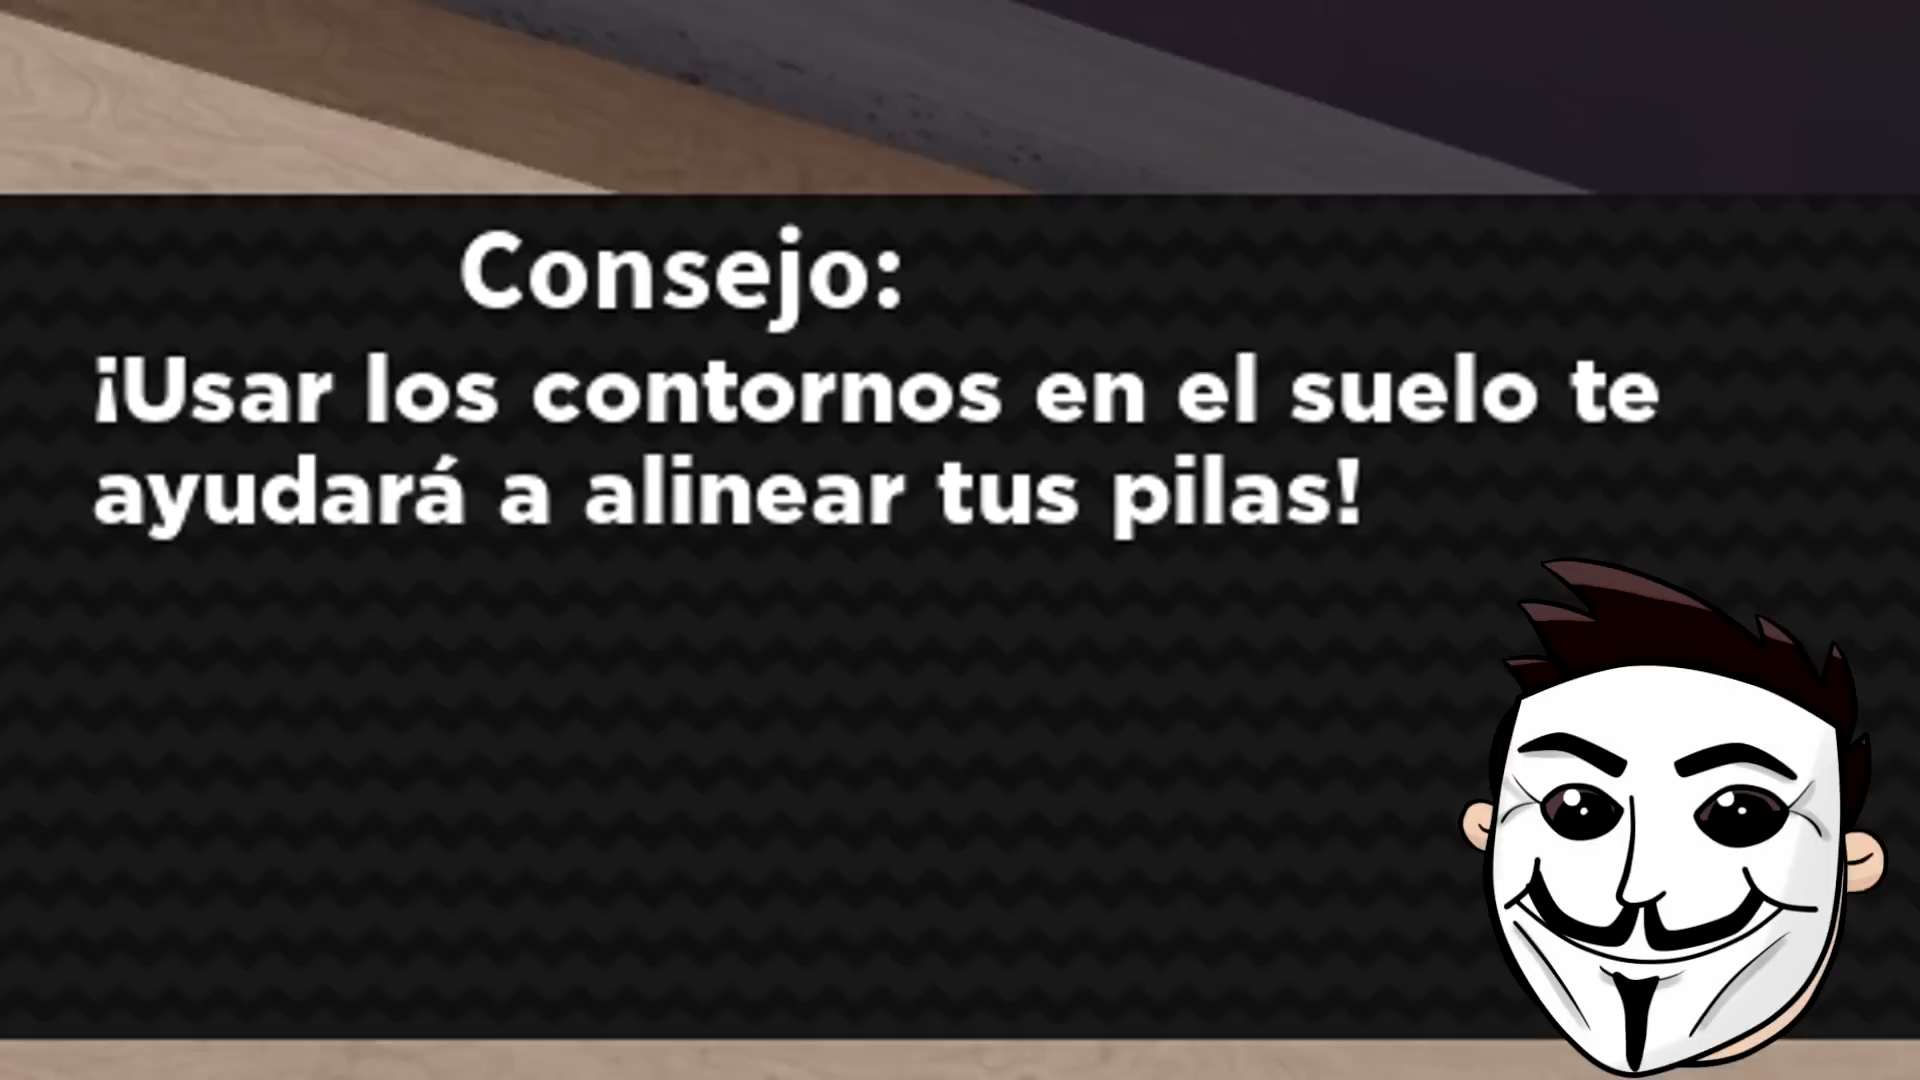 Consejo:
¡Usar los contornos en el suelo te
ayudará a alinear tus pilas!